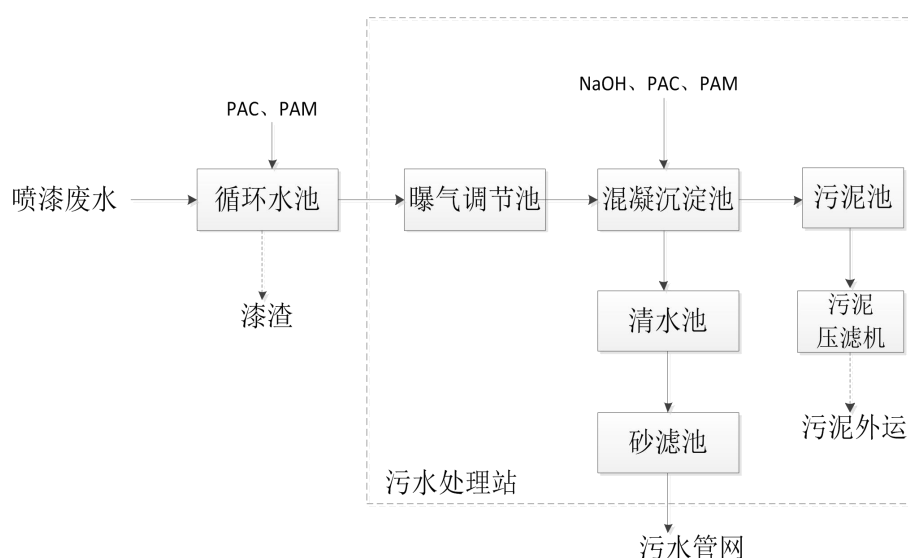 NaOH、PAC、PAM
PAC、PAM
喷漆废水
循环水池
曝气调节池
混凝沉淀池
污泥池
漆渣
清水池
污泥
压滤机
砂滤池
污泥外运
污水处理站
污水管网